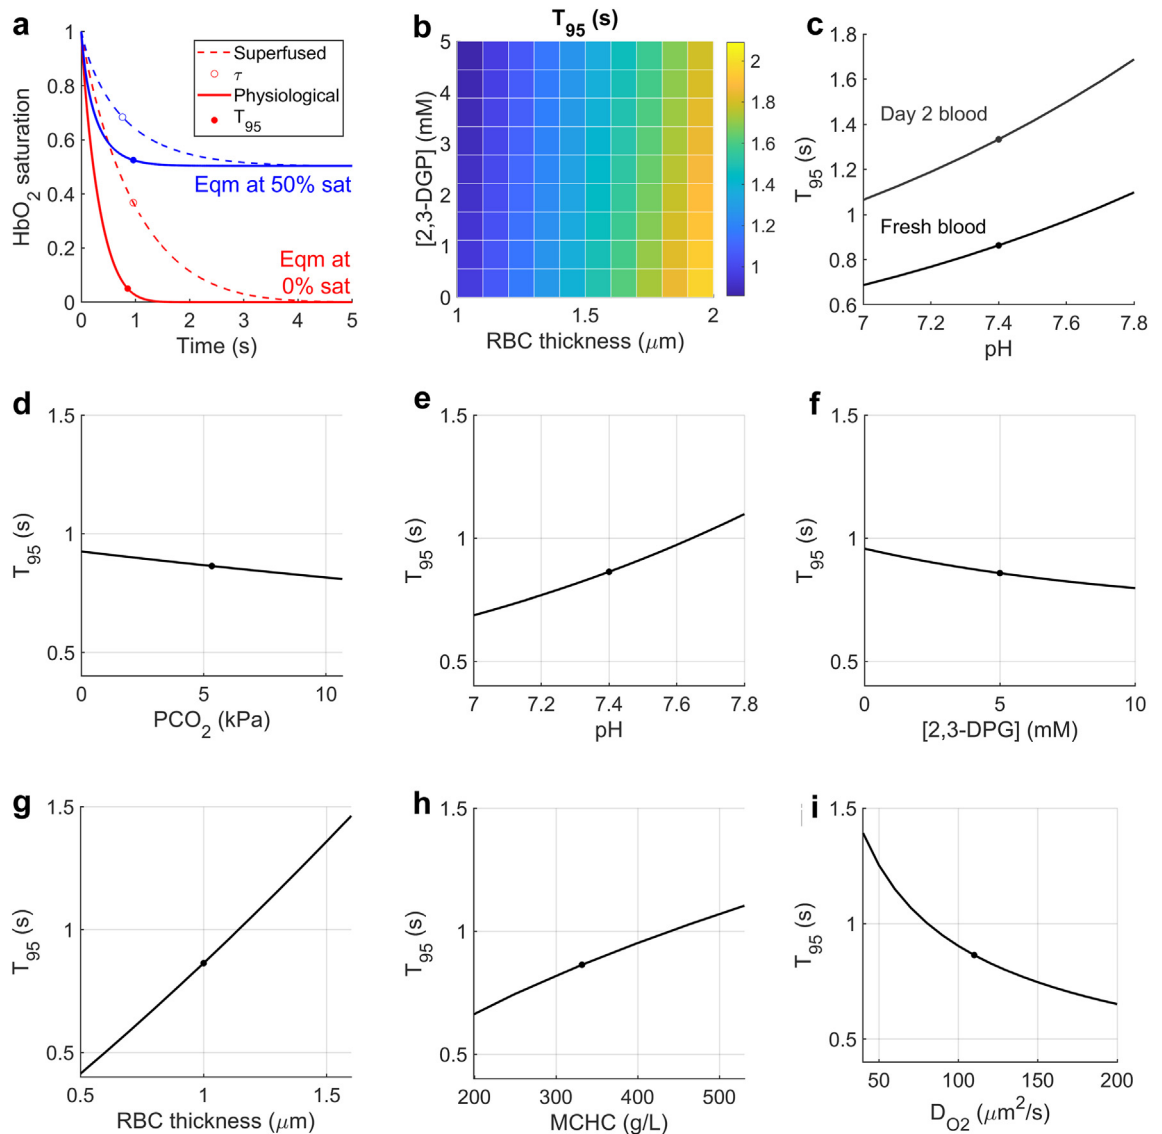 a
1
0.8
0.6
0.4
0.2
0
HbO2 saturation
0 1 2 3 4 5
Time (s)
Superfused
τ
Physiological
T95
Eqm at 50% sat
Eqm at
0% sat
b
T95 (s)
5
4
3
2
1
0
[2,3-DGP] (mM)
1 1.5 2
RBC thickness (μm)
2
1.8
1.6
1.4
1.2
1
c
1.8
1.6
1.4
1.2
1
0.8
0.6
T95 (s)
Day 2 blood
Fresh blood
7 7.2 7.4 7.6 7.8
pH
d
1.5
1
0.5
T95 (s)
0 5 10
PCO2 (kPa)
e
1.5
1
0.5
T95 (s)
7 7.2 7.4 7.6 7.8
pH
f
1.5
1
0.5
T95 (s)
0 5 10
[2,3-DPG] (mM)
g
1.5
1
0.5
T95 (s)
0.5 1 1.5
RBC thickness (μm)
h
1.5
1
0.5
T95 (s)
200 300 400 500
MCHC (g/L)
i
1.5
1
0.5
T95 (s)
50 100 150 200
DO2 (μm²/s)